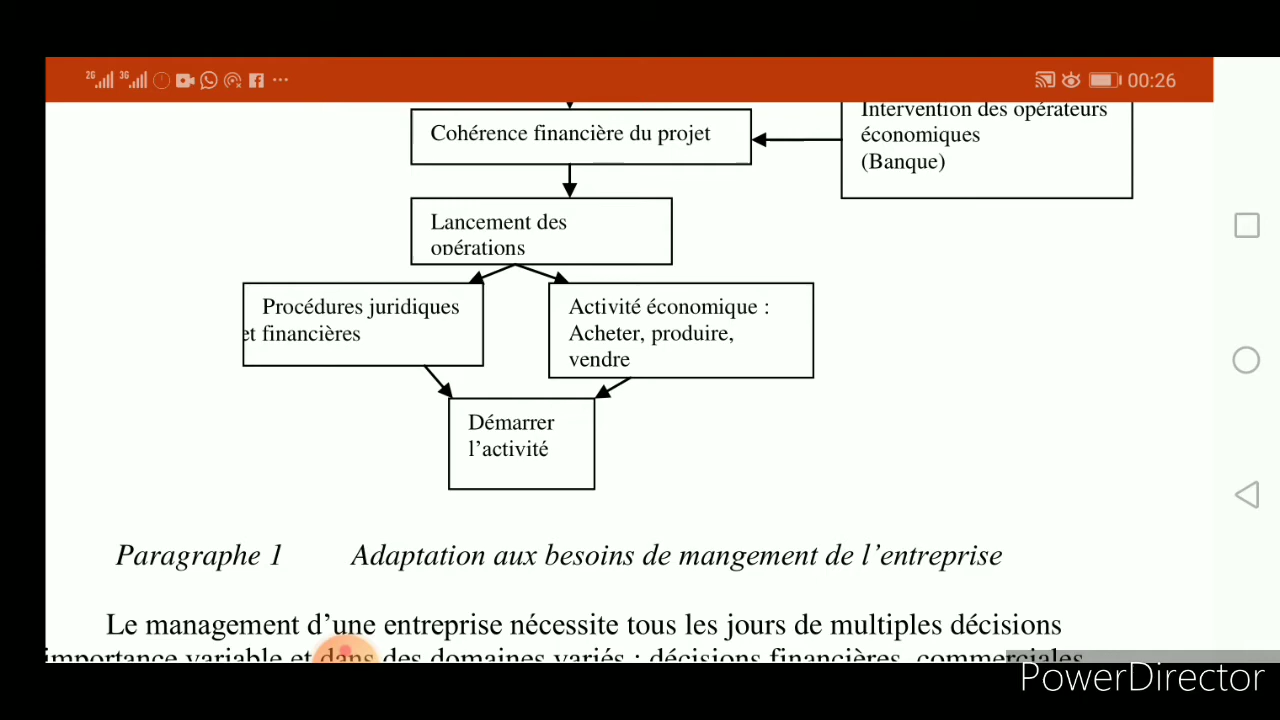 2G 3G 00:26
Intervention des opérateurs
économiques
(Banque)
Cohérence financière du projet
Lancement des
opérations
Procédures juridiques
et financières
Activité économique :
Acheter, produire,
vendre
Démarrer
l'activité
Paragraphe 1 Adaptation aux besoins de mangement de l'entreprise
Le management d'une entreprise nécessite tous les jours de multiples décisions
importance variable et dans des domaines variés : décisions financières, commerciales
PowerDirector